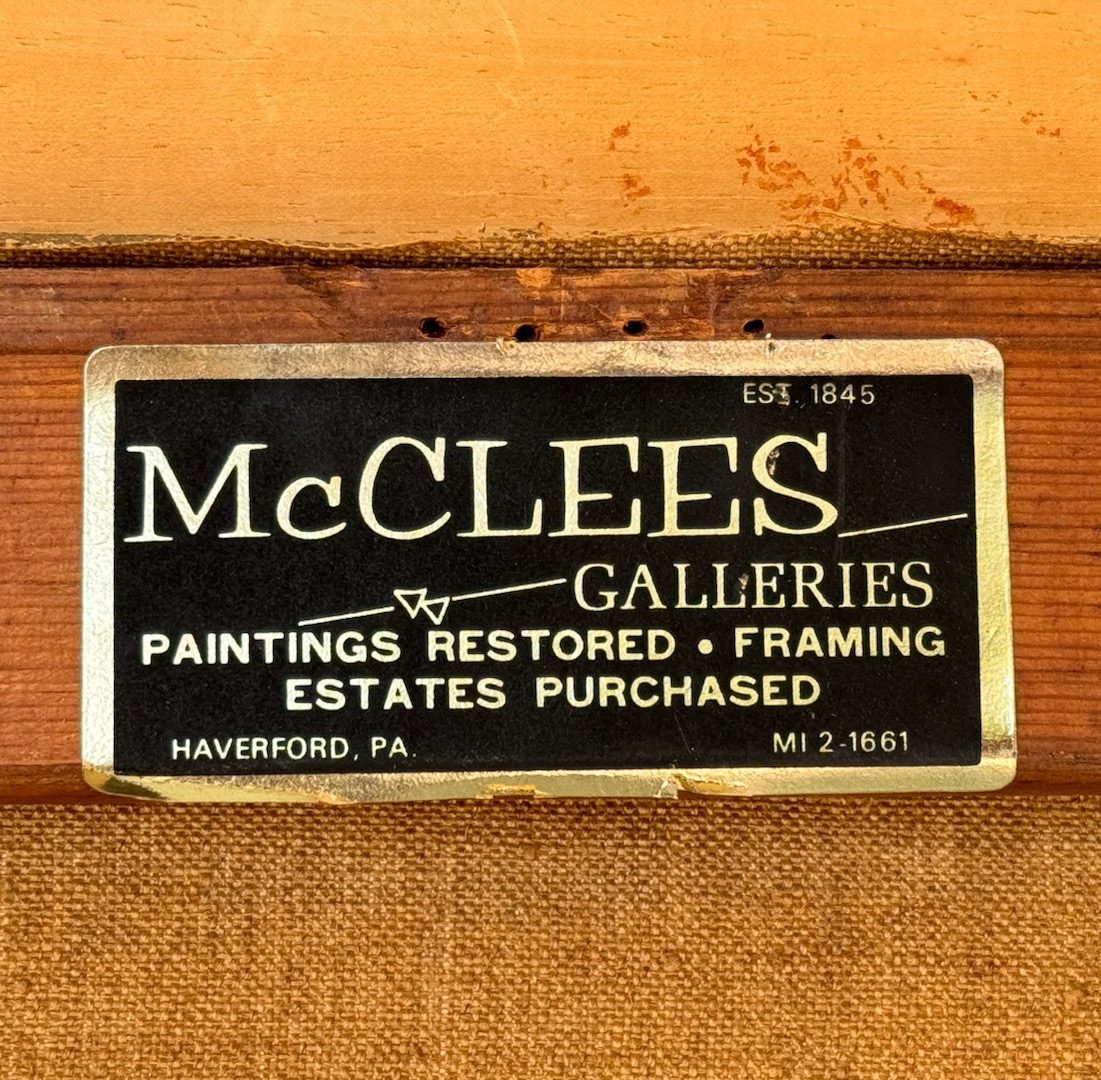 EST. 1845
McCLEES
GALLERIES
PAINTINGS RESTORED • FRAMING
ESTATES PURCHASED
HAVERFORD, PA. MI 2-1661